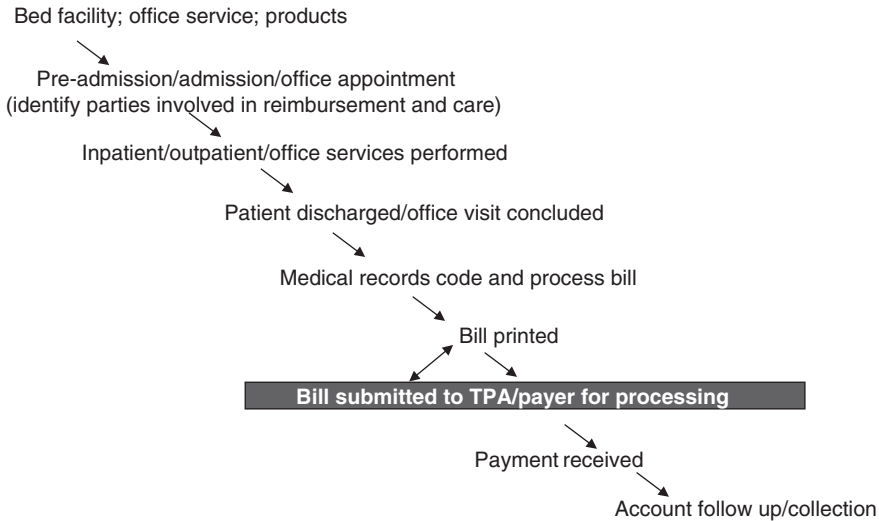 Bed facility; office service; products
Pre-admission/admission/office appointment
(identify parties involved in reimbursement and care)
Inpatient/outpatient/office services performed
Patient discharged/office visit concluded
Medical records code and process bill
Bill printed
Bill submitted to TPA/payer for processing
Payment received
Account follow up/collection